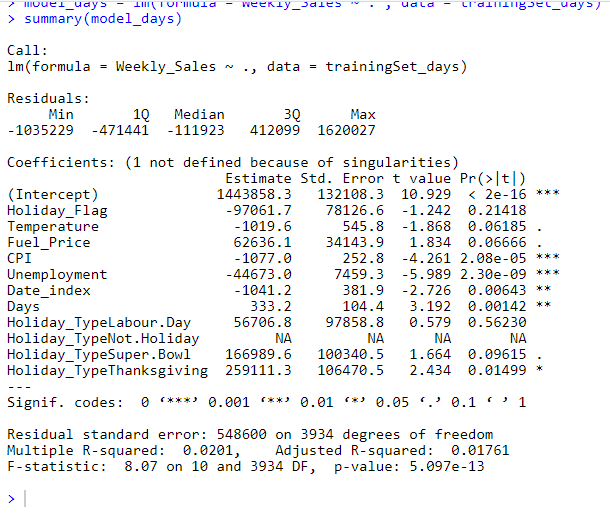 > model_days = lm(formula = Weekly_Sales ~ . , data = trainingSet_days)
> summary(model_days)
Call:
lm(formula = Weekly_Sales ~ ., data = trainingSet_days)
Residuals:
     Min       1Q   Median       3Q      Max
-1035229  -471441  -111923   412099  1620027
Coefficients: (1 not defined because of singularities)
                          Estimate Std. Error t value Pr(>|t|)
(Intercept)              1443858.3   132108.3  10.929  < 2e-16 ***
Holiday_Flag              -97061.7    78126.6  -1.242  0.21418
Temperature                -1019.6      545.8  -1.868  0.06185 .
Fuel_Price                 62636.1    34143.9   1.834  0.06666 .
CPI                        -1077.0      252.8  -4.261 2.08e-05 ***
Unemployment              -44673.0     7459.3  -5.989 2.30e-09 ***
Date_index                 -1041.2      381.9  -2.726  0.00643 **
Days                         333.2      104.4   3.192  0.00142 **
Holiday_TypeLabour.Day     56706.8    97858.8   0.579  0.56230
Holiday_TypeNot.Holiday         NA         NA      NA       NA
Holiday_TypeSuper.Bowl    166989.6   100340.5   1.664  0.09615 .
Holiday_TypeThanksgiving  259111.3   106470.5   2.434  0.01499 *
---
Signif. codes:  0 ‘***’ 0.001 ‘**’ 0.01 ‘*’ 0.05 ‘.’ 0.1 ‘ ’ 1
Residual standard error: 548600 on 3934 degrees of freedom
Multiple R-squared:  0.0201,    Adjusted R-squared:  0.01761
F-statistic:  8.07 on 10 and 3934 DF,  p-value: 5.097e-13
>